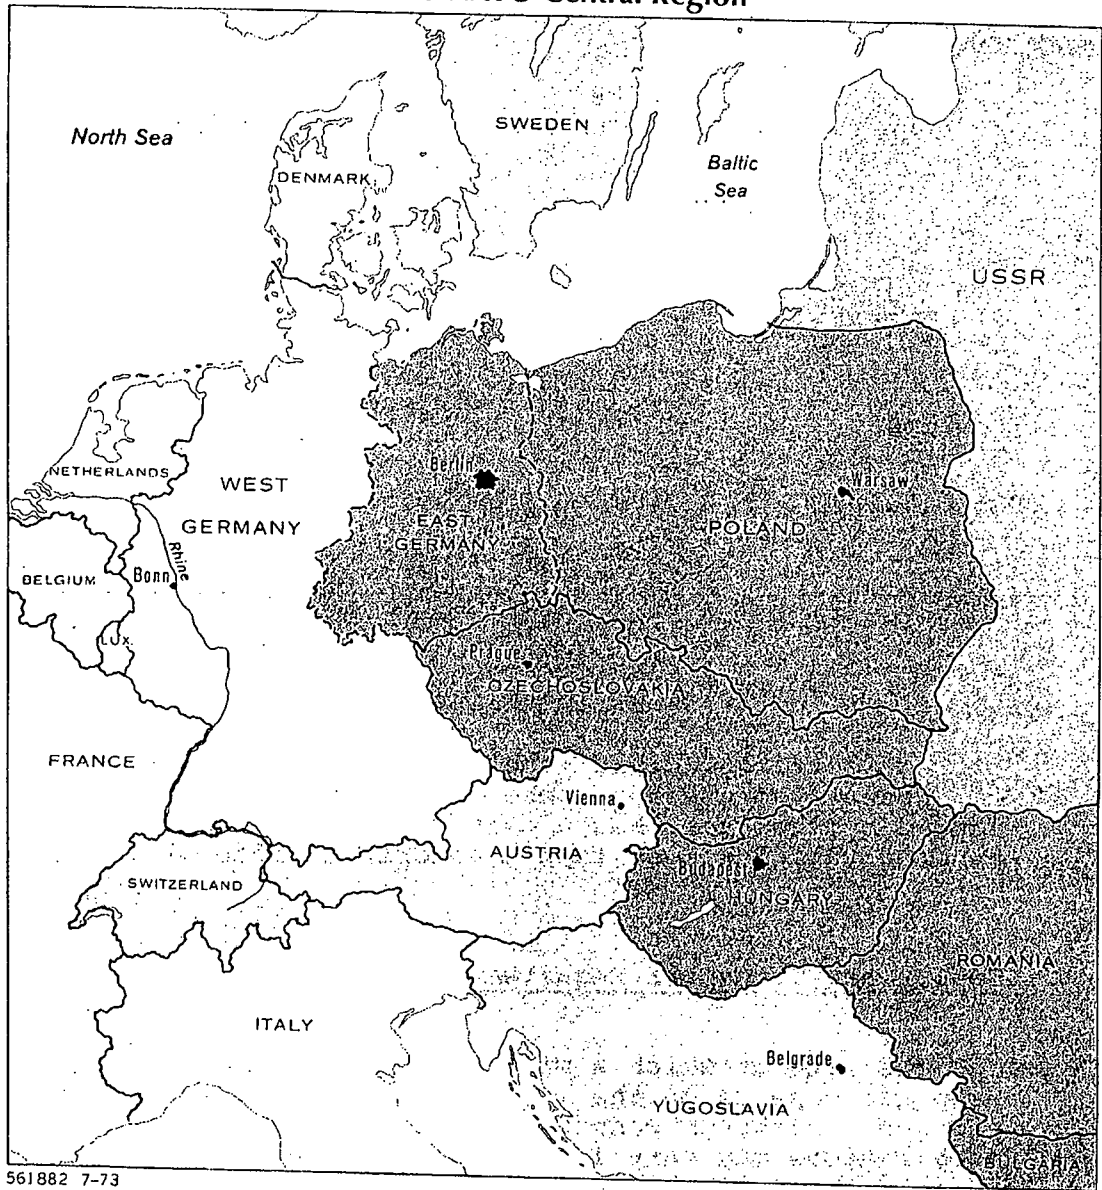 Central Region
North Sea
SWEDEN
DENMARK
Baltic
Sea
USSR
NETHERLANDS
WEST
GERMANY
Berlin
EAST
GERMANY
Warsaw
POLAND
Rhine
BELGIUM
Bonn
LUX.
Prague
CZECHOSLOVAKIA
FRANCE
Vienna
AUSTRIA
SWITZERLAND
Budapest
HUNGARY
ROMANIA
ITALY
Belgrade
YUGOSLAVIA
BULGARIA
561882 7-73